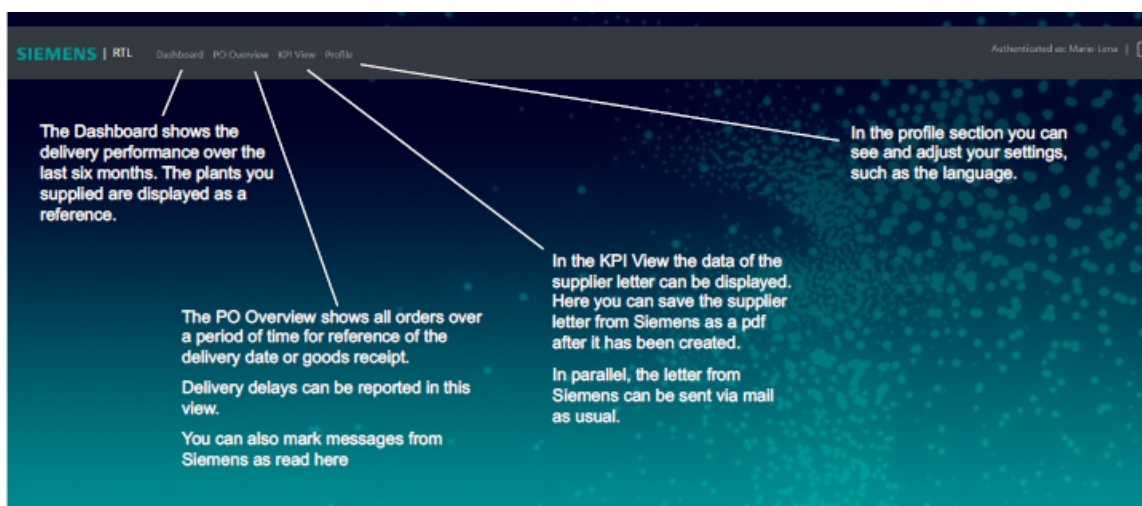 SIEMENS | RTL Dashboard PO Overview KPI View Profile Authenticated as: Marie-Lena |
The Dashboard shows the
delivery performance over the
last six months. The plants you
supplied are displayed as a
reference.
In the profile section you can
see and adjust your settings,
such as the language.
The PO Overview shows all orders over
a period of time for reference of the
delivery date or goods receipt.
Delivery delays can be reported in this
view.
You can also mark messages from
Siemens as read here
In the KPI View the data of the
supplier letter can be displayed.
Here you can save the supplier
letter from Siemens as a pdf
after it has been created.
In parallel, the letter from
Siemens can be sent via mail
as usual.